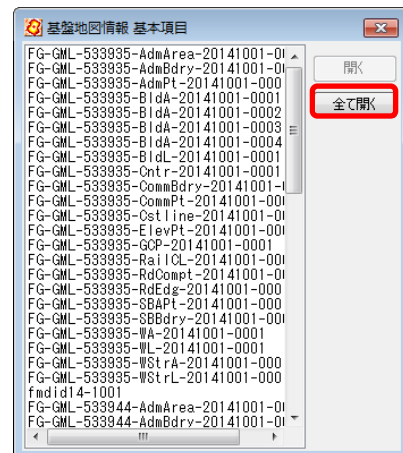 基盤地図情報 基本項目
FG-GML-533935-AdmArea-20141001-0
FG-GML-533935-AdmBdry-20141001-0
FG-GML-533935-AdmPt-20141001-000
FG-GML-533935-BldA-20141001-0001
FG-GML-533935-BldA-20141001-0002
FG-GML-533935-BldA-20141001-0003
FG-GML-533935-BldA-20141001-0004
FG-GML-533935-BldL-20141001-0001
FG-GML-533935-Cntr-20141001-0001
FG-GML-533935-CommBdry-20141001-
FG-GML-533935-CommPt-20141001-00
FG-GML-533935-Cstline-20141001-0
FG-GML-533935-ElevPt-20141001-00
FG-GML-533935-GCP-20141001-0001
FG-GML-533935-RailCL-20141001-00
FG-GML-533935-RdCompt-20141001-0
FG-GML-533935-RdEdg-20141001-000
FG-GML-533935-SBAPt-20141001-000
FG-GML-533935-SBBdry-20141001-00
FG-GML-533935-WA-20141001-0001
FG-GML-533935-WL-20141001-0001
FG-GML-533935-WStrA-20141001-000
FG-GML-533935-WStrL-20141001-000
fmdid14-1001
FG-GML-533944-AdmArea-20141001-0
FG-GML-533944-AdmBdry-20141001-0
開く
全て開く